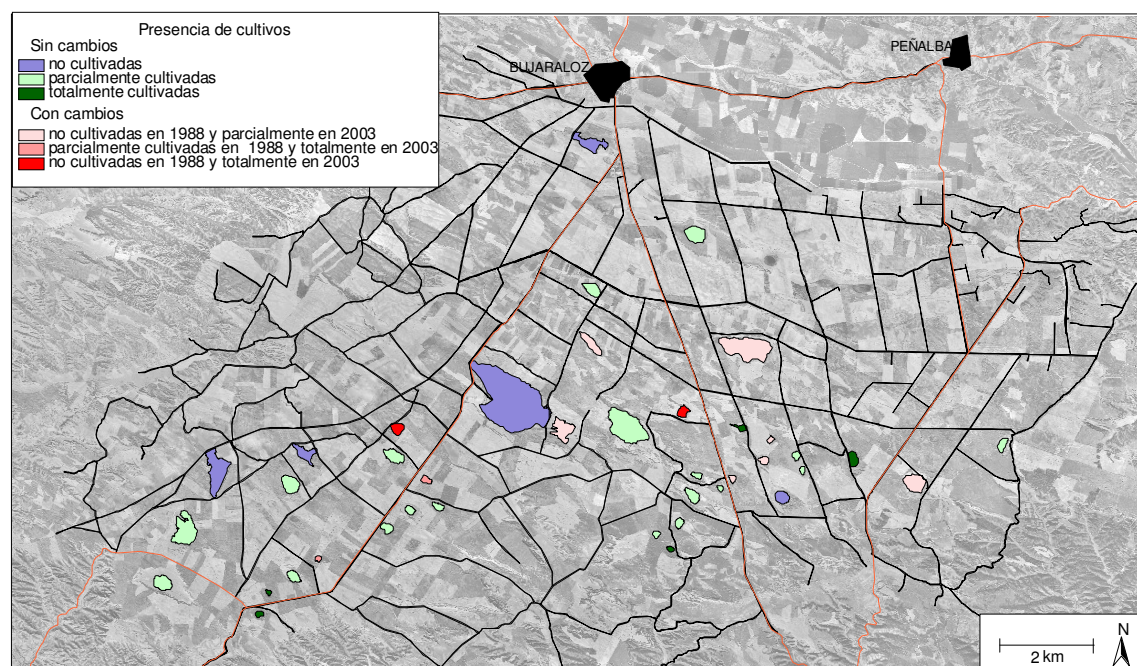 Presencia de cultivos
Sin cambios
no cultivadas
parcialmente cultivadas
totalmente cultivadas
Con cambios
no cultivadas en 1988 y parcialmente en 2003
parcialmente cultivadas en 1988 y totalmente en 2003
no cultivadas en 1988 y totalmente en 2003
BUJARALOZ
PEÑALBA
2 km
N